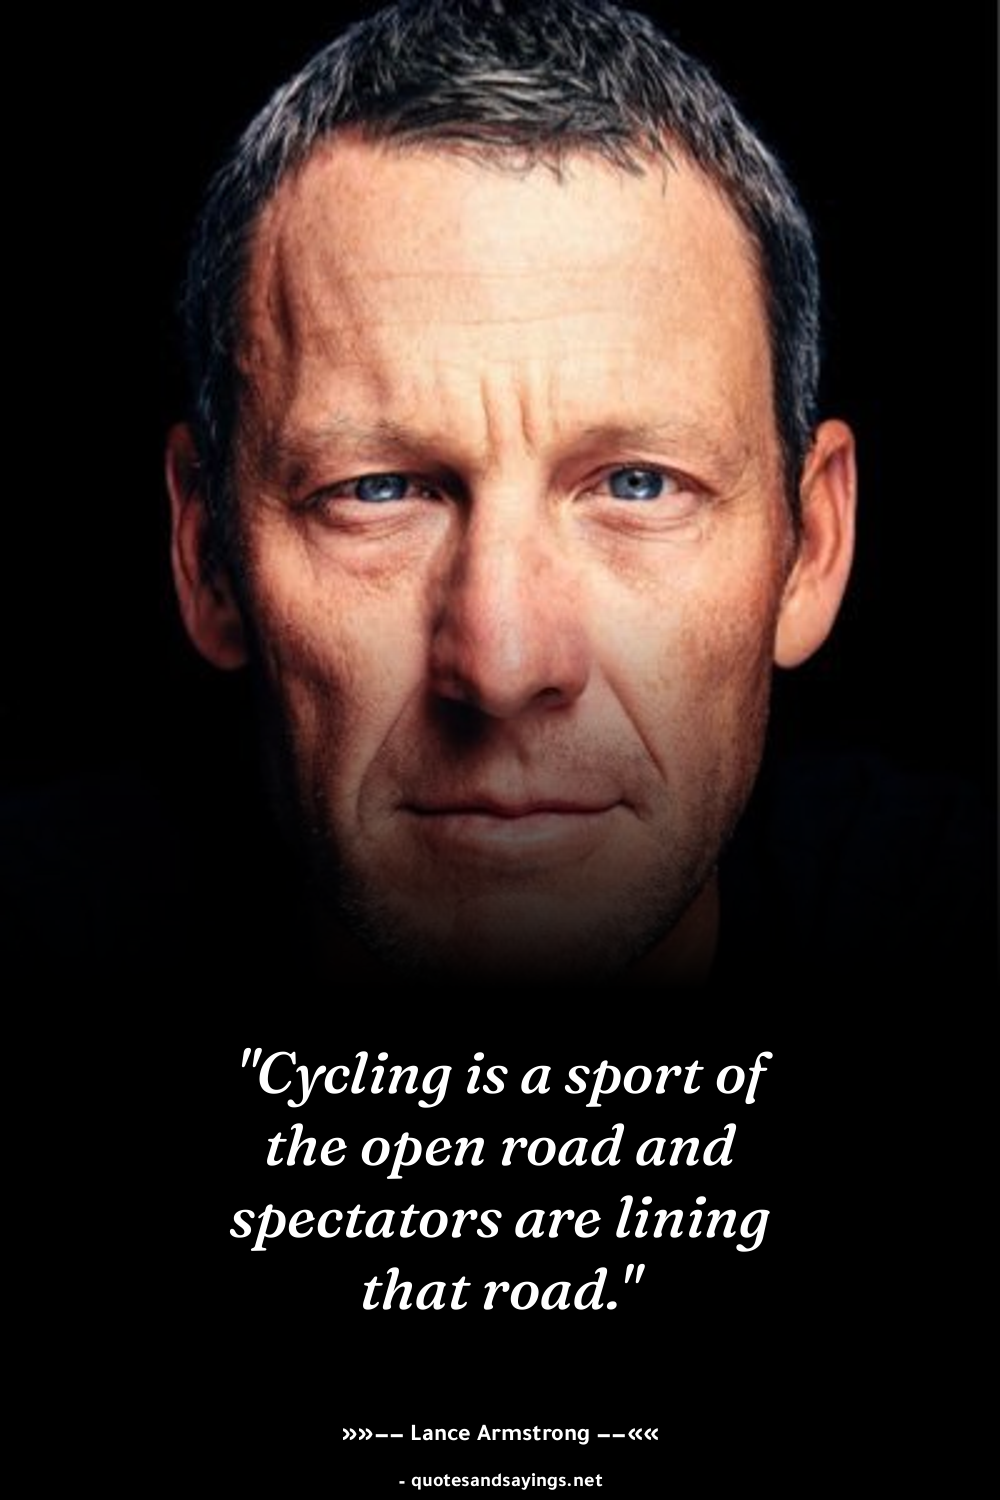 "Cycling is a sport of
the open road and
spectators are lining
that road."
»»−− Lance Armstrong −−««
- quotesandsayings.net